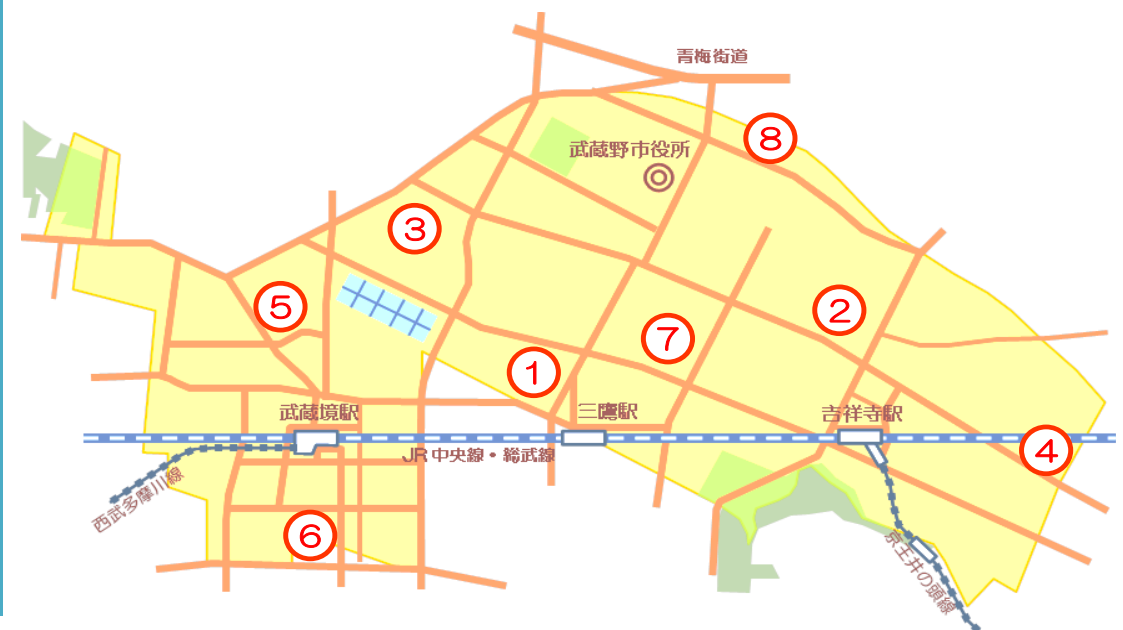 青梅街道
⑧
武蔵野市役所
③
⑤
②
⑦
①
武蔵境駅
三鷹駅
吉祥寺駅
JR中央線・総武線
④
西武多摩川線
⑥
京王井の頭線